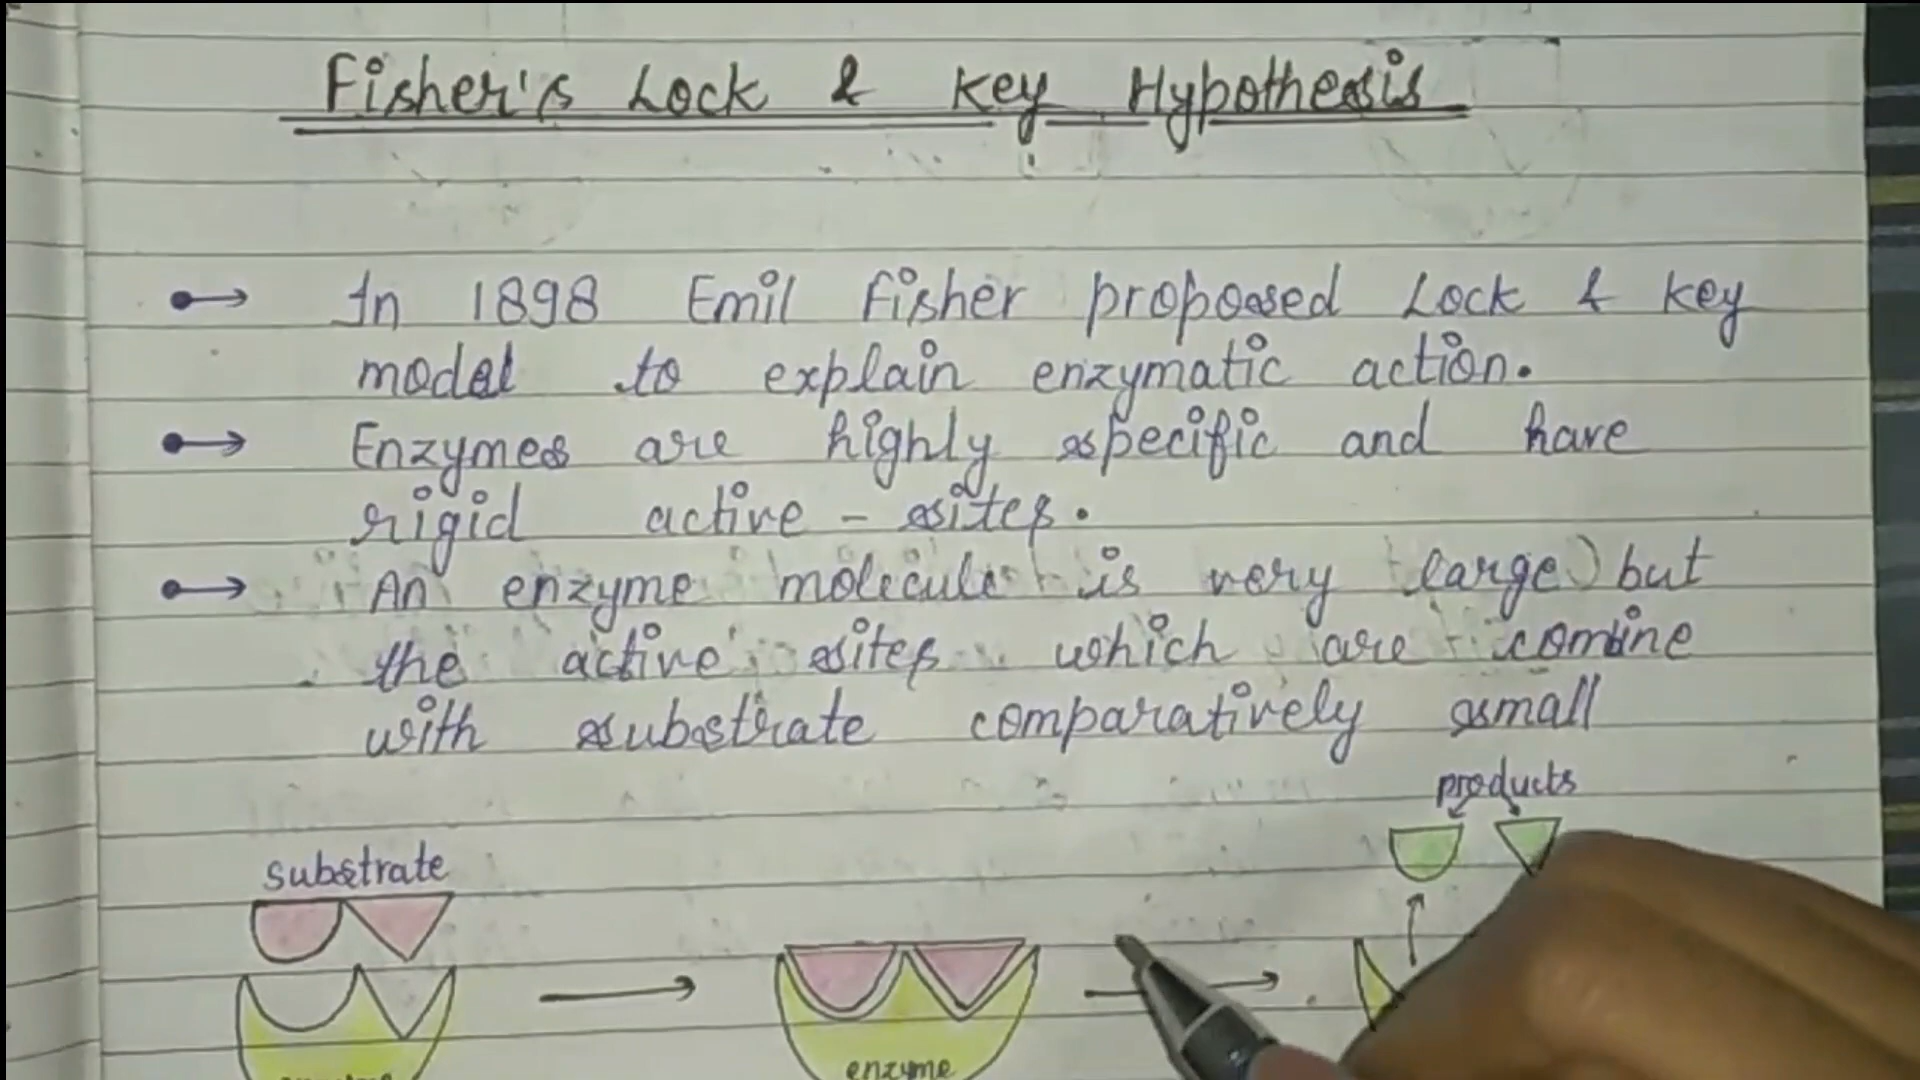 Fisher's Lock & Key Hypothesis
In 1898 Emil Fisher proposed Lock & Key
model to explain enzymatic action.
Enzymes are highly specific and have
rigid active - sites.
An enzyme molecule is very large but
the active sites which are comine
with substrate comparatively small
products
substrate
enzyme